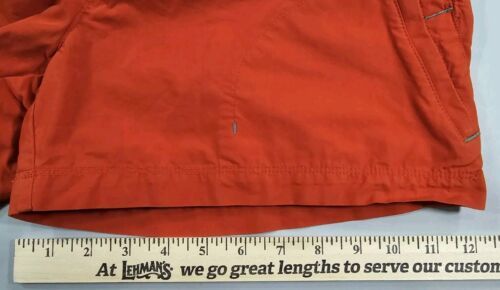 1 2 3 4 5 6 7 8 9 10 11 12
At LEHMAN'S® we go great lengths to serve our custom